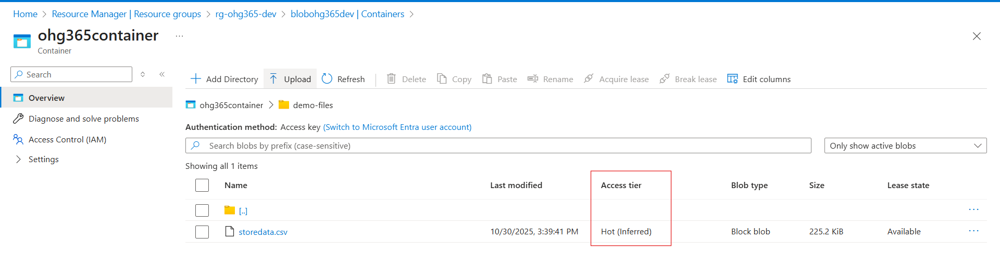 Home > Resource Manager | Resource groups > rg-ohg365-dev > blobohg365dev | Containers >
ohg365container ...
Container
Search
Overview
Diagnose and solve problems
Access Control (IAM)
Settings
Add Directory Upload Refresh Delete Copy Paste Rename Acquire lease Break lease Edit columns
ohg365container > demo-files
Authentication method: Access key (Switch to Microsoft Entra user account)
Search blobs by prefix (case-sensitive) Only show active blobs
Showing all 1 items
Name Last modified Access tier Blob type Size Lease state
[..] ...
storedata.csv 10/30/2025, 3:39:41 PM Hot (Inferred) Block blob 225.2 KiB Available ...